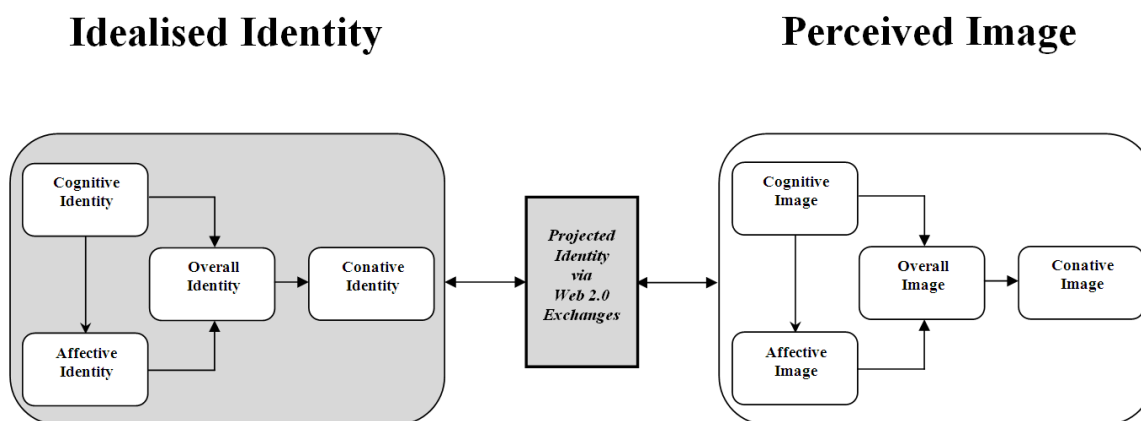 Idealised Identity
Perceived Image
Cognitive
Identity
Overall
Identity
Conative
Identity
Affective
Identity
Projected
Identity
via
Web 2.0
Exchanges
Cognitive
Image
Overall
Image
Conative
Image
Affective
Image